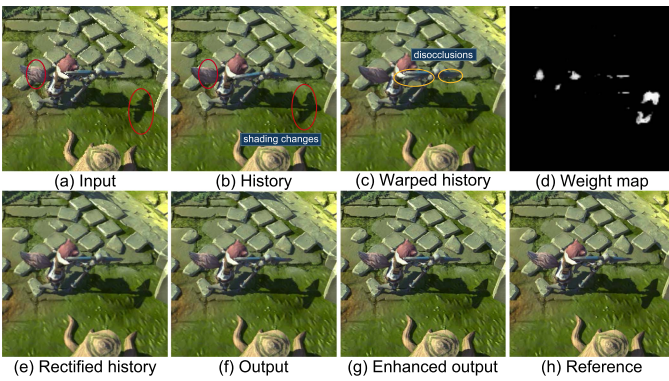 disocclusions
shading changes
(a) Input
(b) History
(c) Warped history
(d) Weight map
(e) Rectified history
(f) Output
(g) Enhanced output
(h) Reference